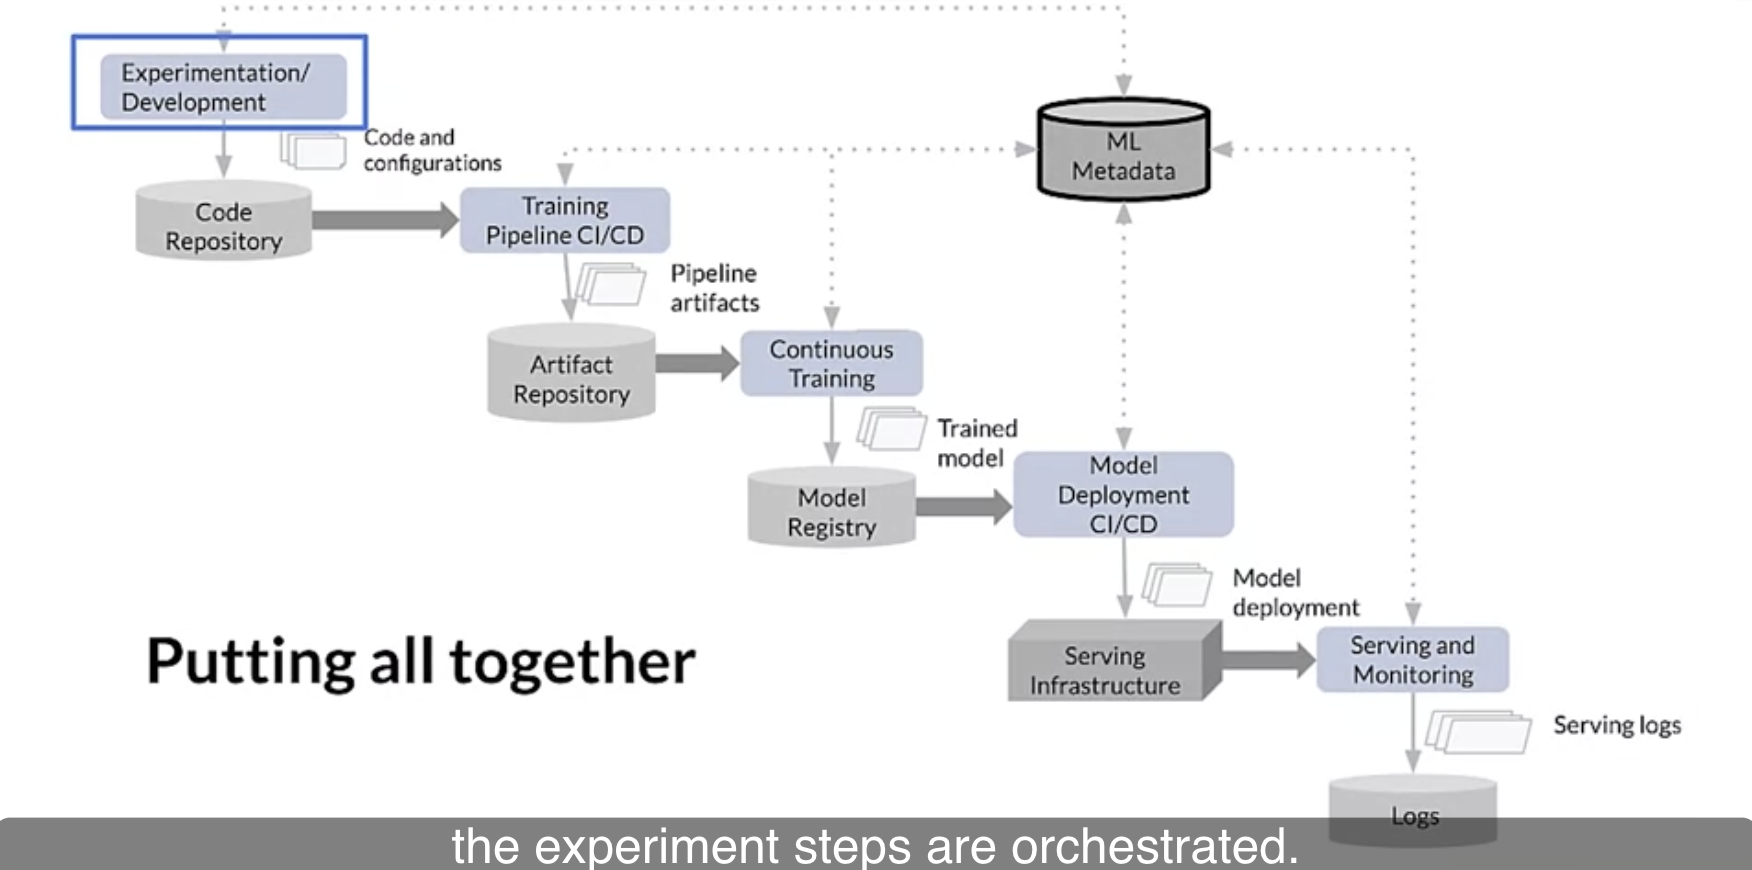 Experimentation/
Development
Code and
configurations
ML
Metadata
Code
Repository
Training
Pipeline CI/CD
Pipeline
artifacts
Artifact
Repository
Continuous
Training
Trained
model
Model
Registry
Model
Deployment
CI/CD
Model
deployment
Putting all together
Serving
Infrastructure
Serving and
Monitoring
Serving logs
Logs
the experiment steps are orchestrated.